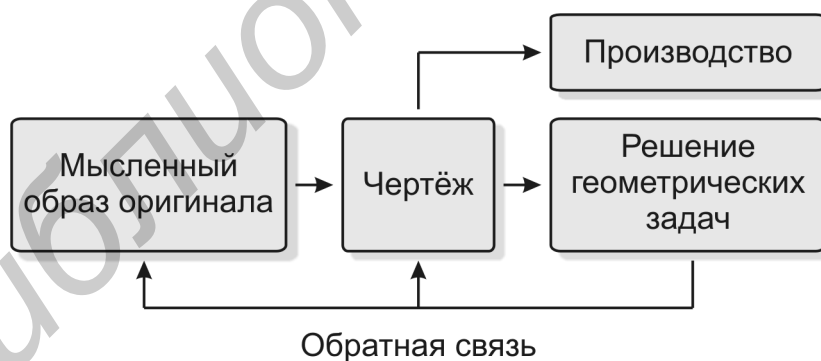 Производство
Мысленный
образ оригинала
Чертёж
Решение
геометрических
задач
Обратная связь